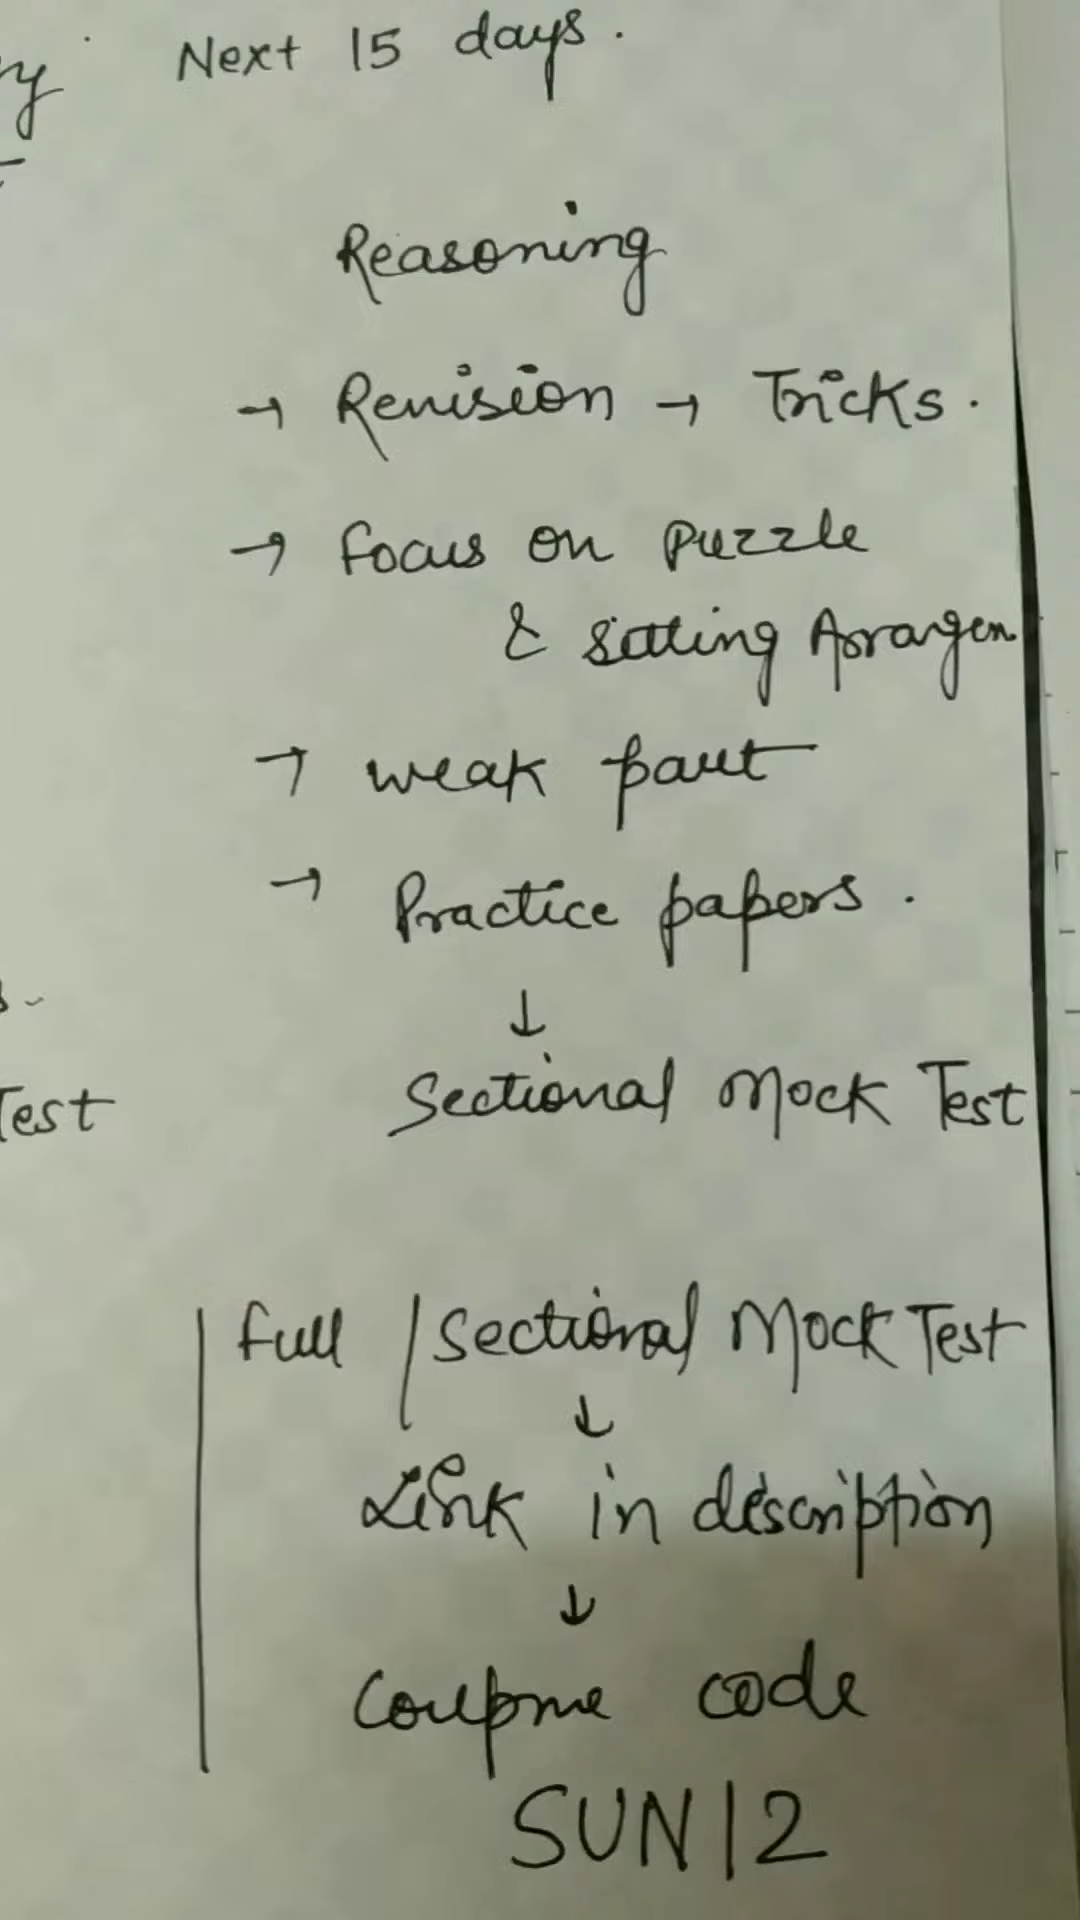 Next 15 days.
Reasoning
→ Revision → Tricks.
→ focus on Puzzle
& Sitting Arrangen
→ weak part
→ Practice papers.
↓
Test
Sectional Mock Test
full / Sectional Mock Test
↓
Link in description
↓
Coupne code
SUN12